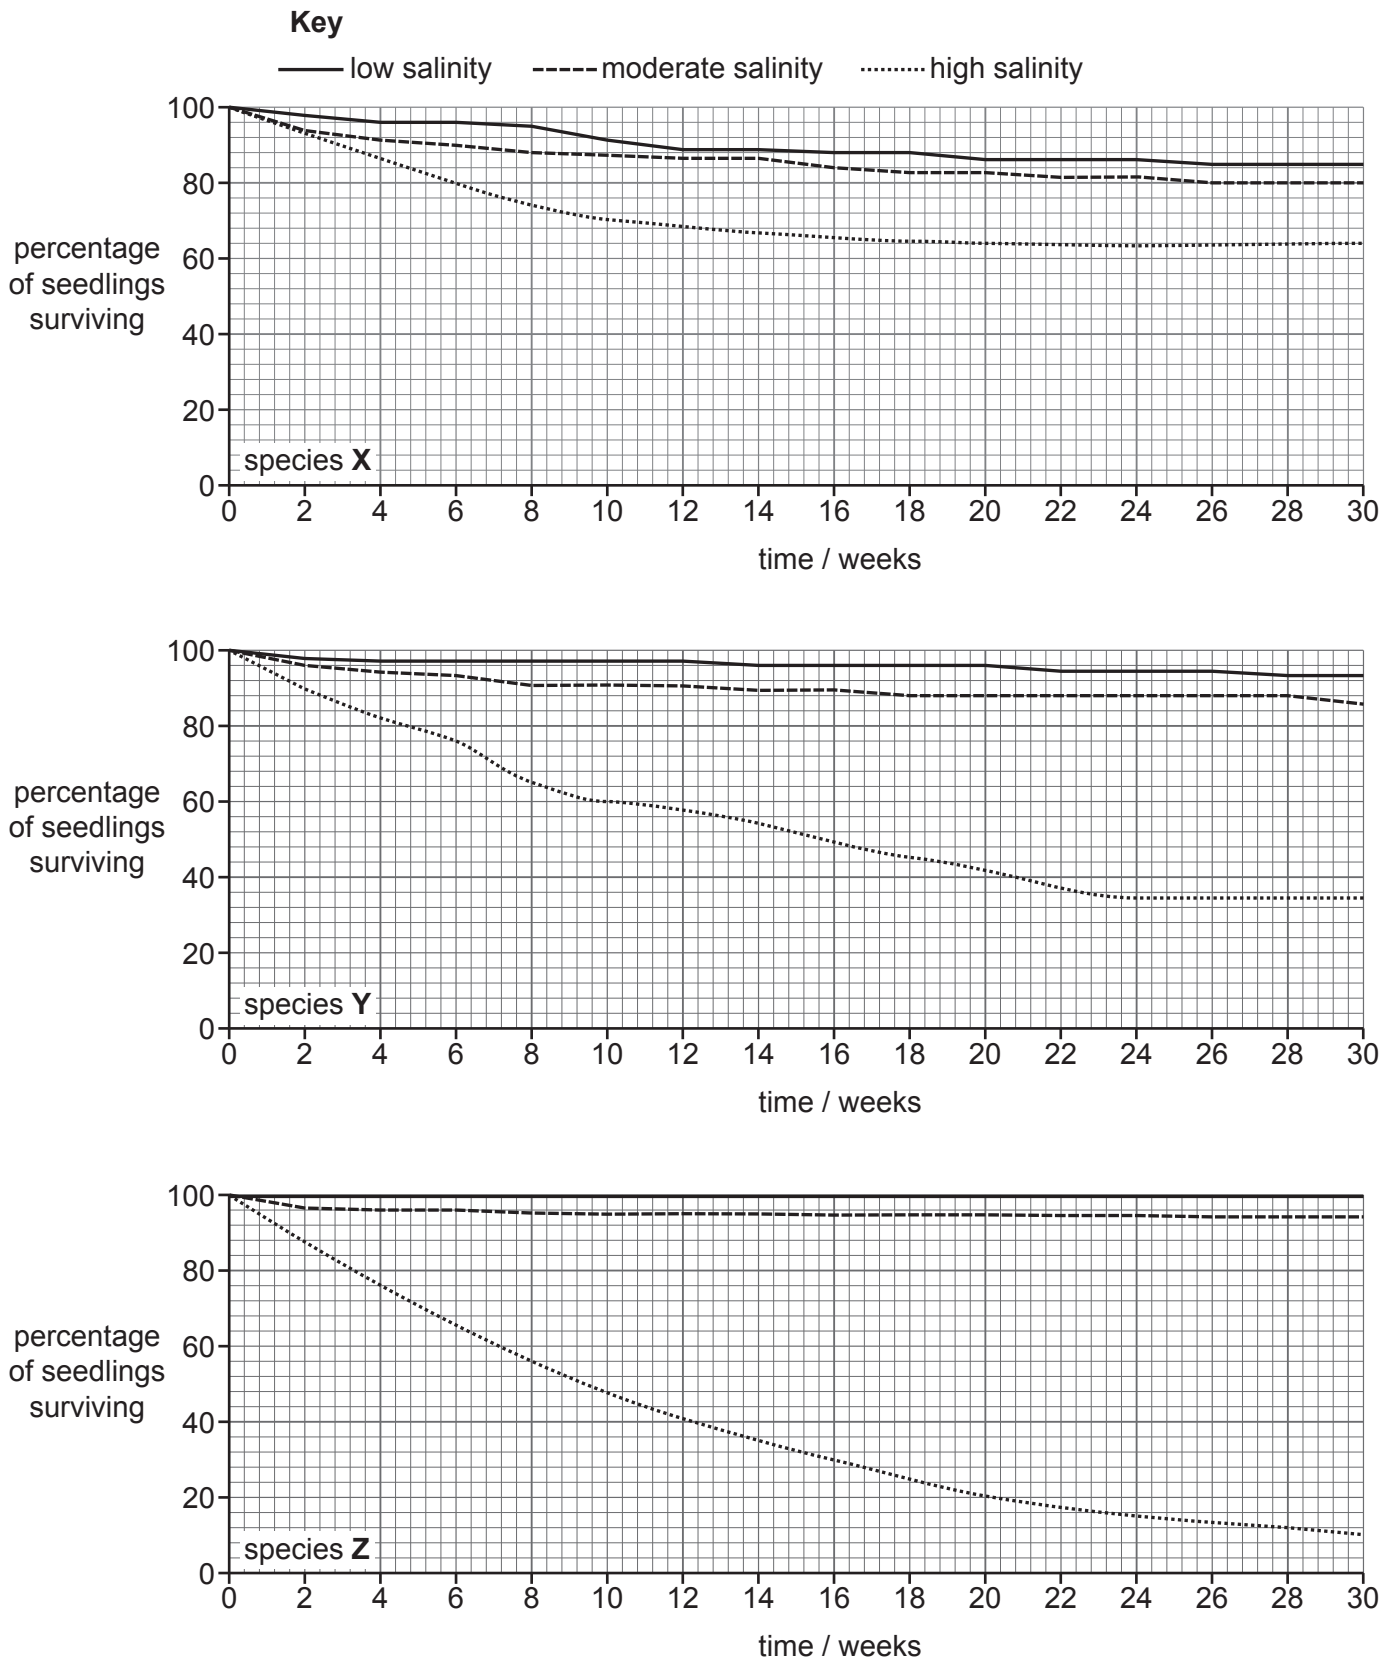 Key
low salinity moderate salinity high salinity
100
80
percentage
of seedlings
surviving
60
40
20
0
species X
0 2 4 6 8 10 12 14 16 18 20 22 24 26 28 30
time / weeks
100
80
percentage
of seedlings
surviving
60
40
20
0
species Y
0 2 4 6 8 10 12 14 16 18 20 22 24 26 28 30
time / weeks
100
80
percentage
of seedlings
surviving
60
40
20
0
species Z
0 2 4 6 8 10 12 14 16 18 20 22 24 26 28 30
time / weeks